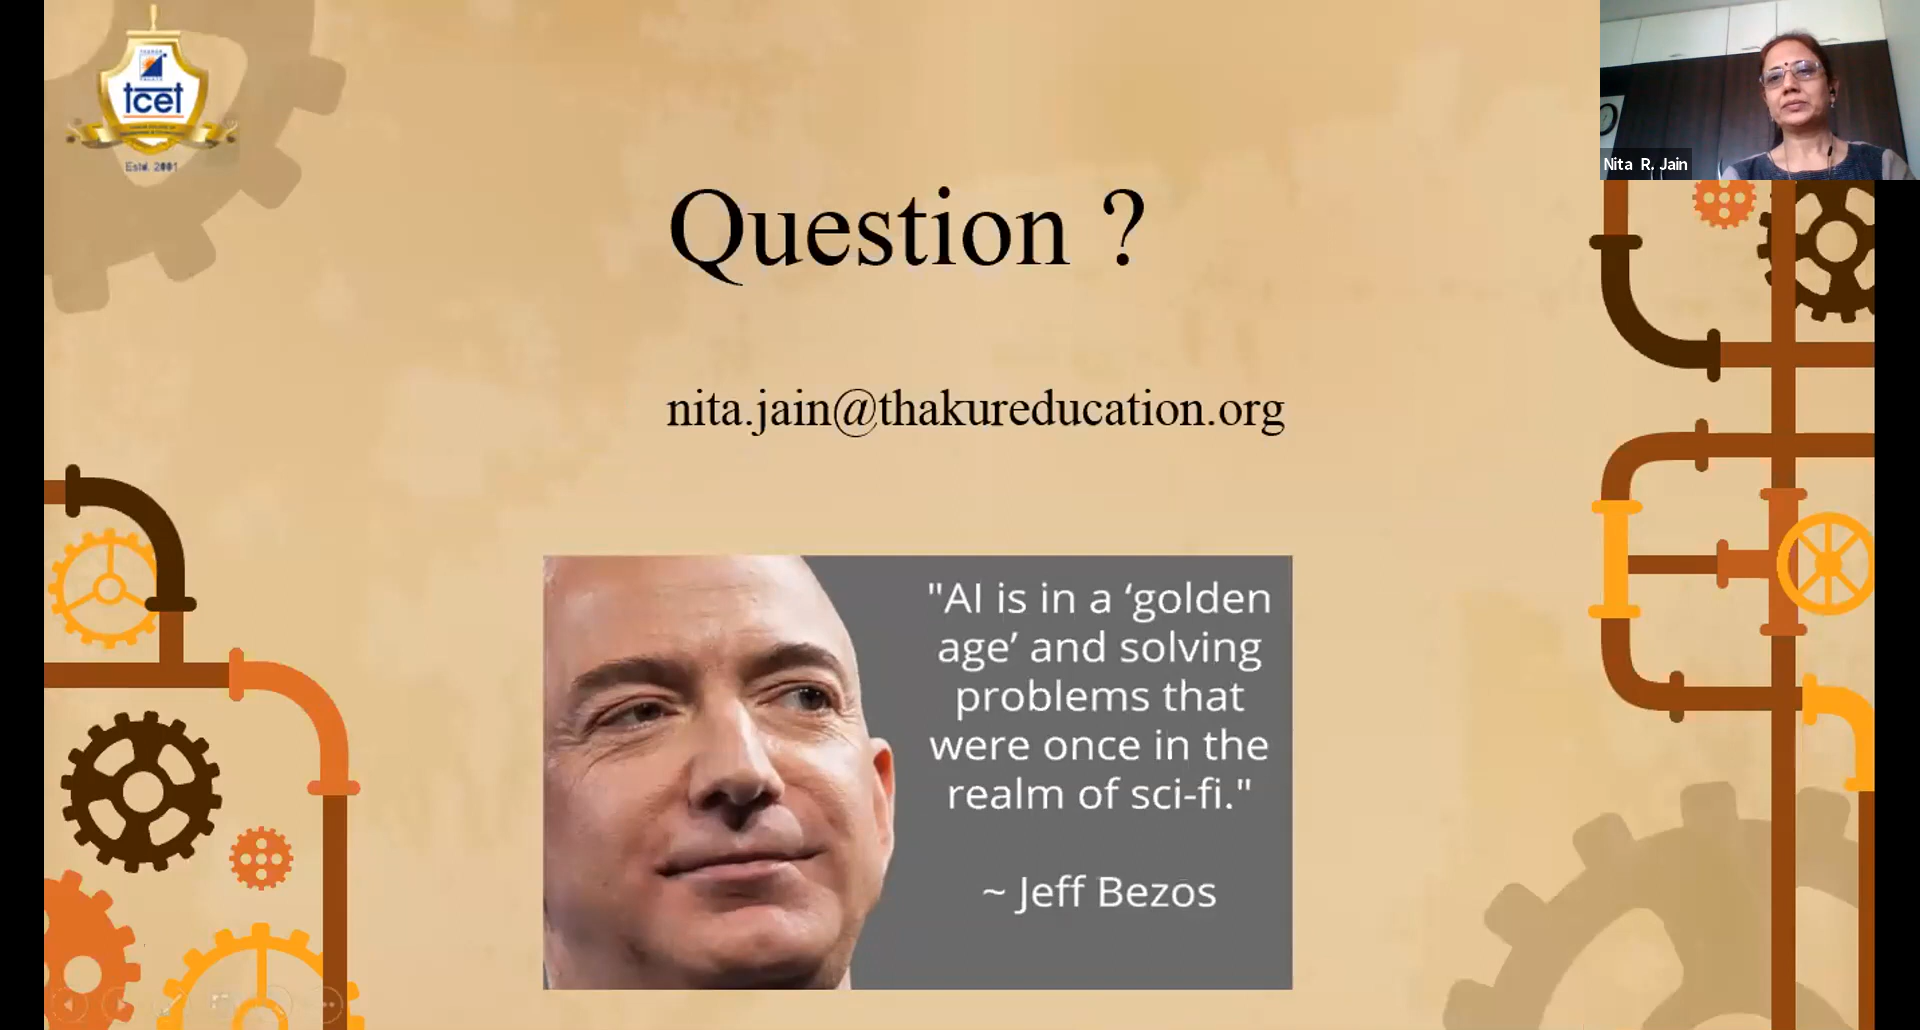 tcet
Estd. 2001
Nita R. Jain
Question ?
nita.jain@thakureducation.org
"AI is in a ‘golden
age’ and solving
problems that
were once in the
realm of sci-fi."
~ Jeff Bezos